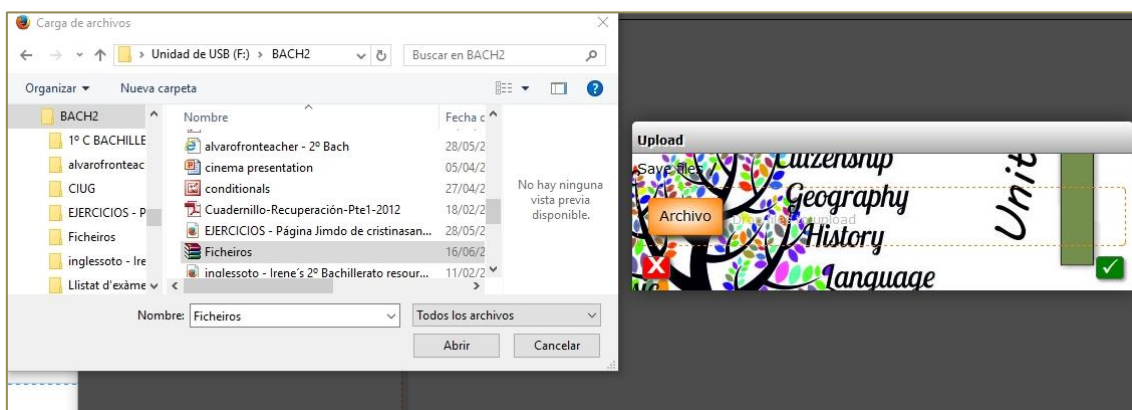 Carga de archivos
Unidad de USB (F:) > BACH2
Buscar en BACH2
Organizar
Nueva carpeta
BACH2
1º C BACHILLE
alvarofronteac
CIUG
EJERCICIOS - P
Ficheiros
inglessoto - Ire
Llistat d'exàme
Nombre
Fecha
alvarofronteacher - 2º Bach
28/05/2
cinema presentation
05/04/2
conditionals
27/04/2
Cuadernillo-Recuperación-Pte1-2012
18/02/2
EJERCICIOS - Página Jimdo de cristinasan...
28/05/2
Ficheiros
16/06/2
inglessoto - Irene´s 2º Bachillerato resour...
11/02/2
No hay ninguna
vista previa
disponible.
Nombre:
Ficheiros
Todos los archivos
Abrir
Cancelar
Upload
Save files
Archivo
Citizenship
Geography
History
Language
Unit